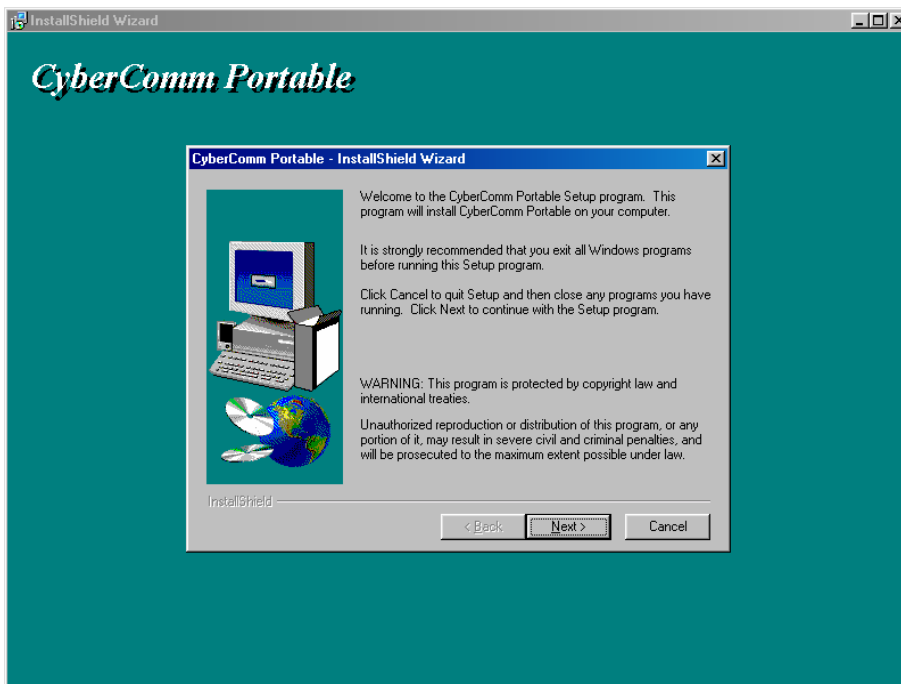 InstallShield Wizard
CyberComm Portable
CyberComm Portable - InstallShield Wizard
Welcome to the CyberComm Portable Setup program.  This
program will install CyberComm Portable on your computer.
It is strongly recommended that you exit all Windows programs
before running this Setup program.
Click Cancel to quit Setup and then close any programs you have
running.  Click Next to continue with the Setup program.
WARNING: This program is protected by copyright law and
international treaties.
Unauthorized reproduction or distribution of this program, or any
portion of it, may result in severe civil and criminal penalties, and
will be prosecuted to the maximum extent possible under law.
InstallShield
< Back Next > Cancel